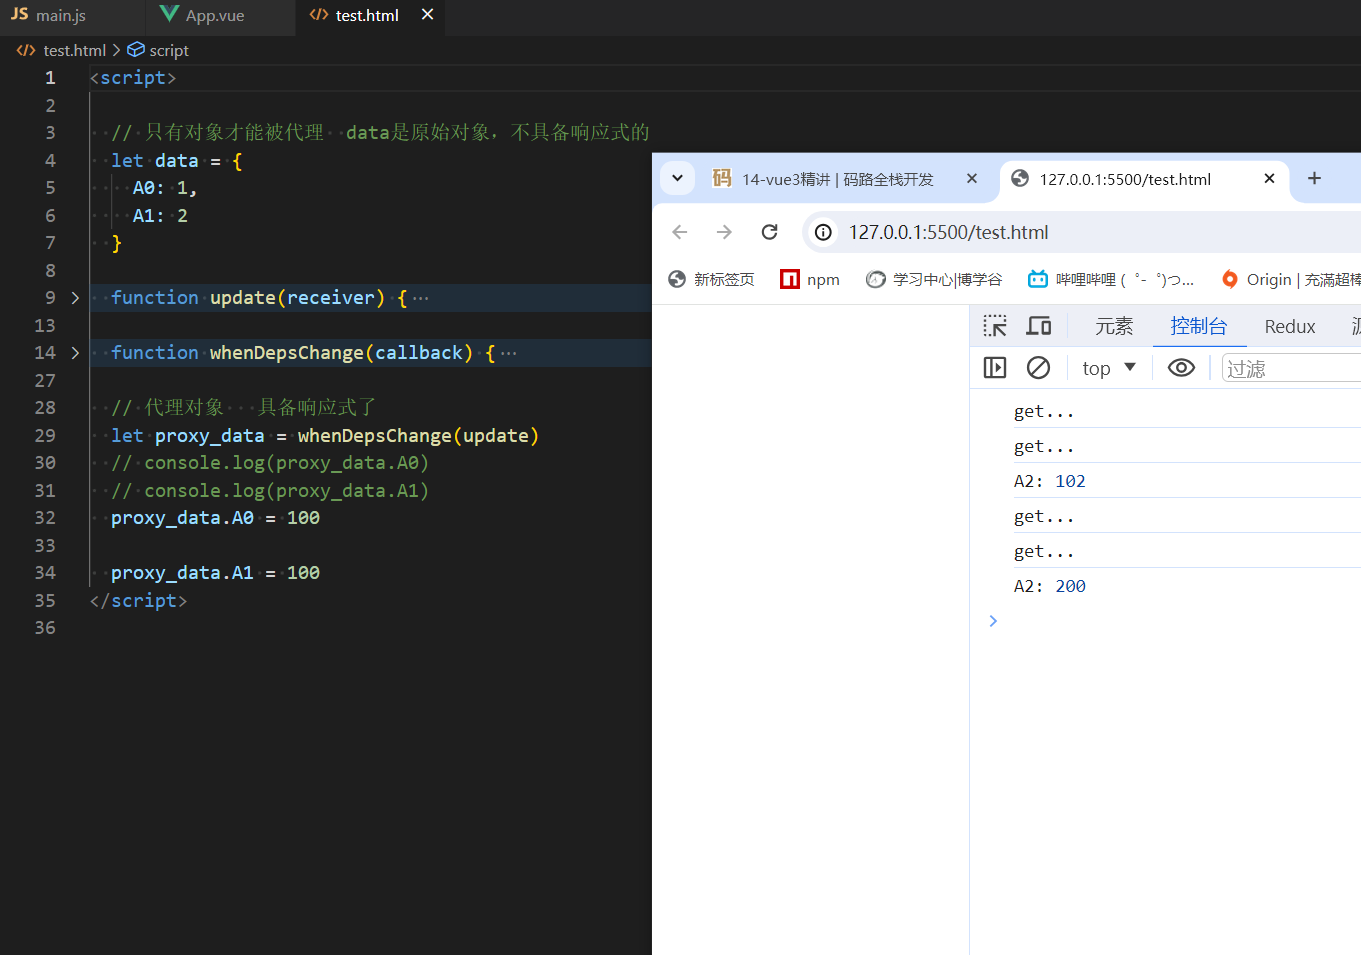 JS main.js App.vue test.html
test.html > script
1 <script>
2
3 // 只有对象才能被代理 data是原始对象，不具备响应式的
4 let data = {
5 A0: 1,
6 A1: 2
7 }
8
9 function update(receiver) { ...
13
14 function whenDepsChange(callback) { ...
27
28 // 代理对象 具备响应式了
29 let proxy_data = whenDepsChange(update)
30 // console.log(proxy_data.A0)
31 // console.log(proxy_data.A1)
32 proxy_data.A0 = 100
33
34 proxy_data.A1 = 100
35 </script>
36
码 14-vue3精讲 | 码路全栈开发 127.0.0.1:5500/test.html
127.0.0.1:5500/test.html
新标签页 npm 学习中心|博学谷 哔哩哔哩 (゜-゜)つ... Origin | 充满超棒
元素 控制台 Redux 源
top 过滤
get...
get...
A2: 102
get...
get...
A2: 200